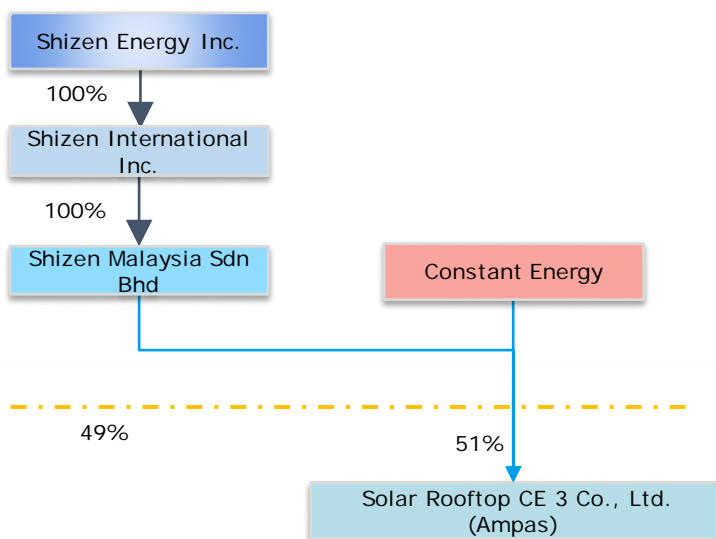 Shizen Energy Inc.
100%
Shizen International
Inc.
100%
Shizen Malaysia Sdn
Bhd
Constant Energy
49%
51%
Solar Rooftop CE 3 Co., Ltd.
(Ampas)